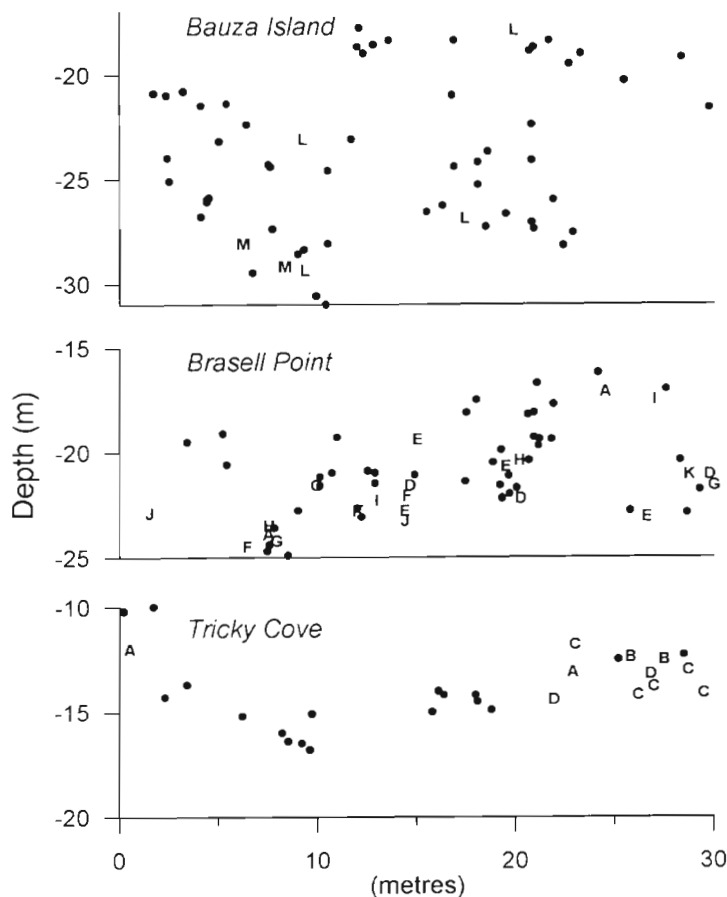 Bauza Island
L
-20
L
-25
L
M
M
L
-30
-15
Brasell Point
A
I
E
-20
H
E
D
K
G
D
D
G
I
F
D
J
E
E
J
H
A
G
F
-25
Depth (m)
-10
Tricky Cove
A
C
B
B
A
D
C
C
C
C
D
-15
-20
0
10
20
30
(metres)